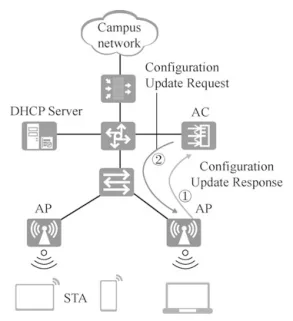 Campus
network
Configuration
Update Request
DHCP Server
AC
②
Configuration
Update Response
①
AP
AP
STA